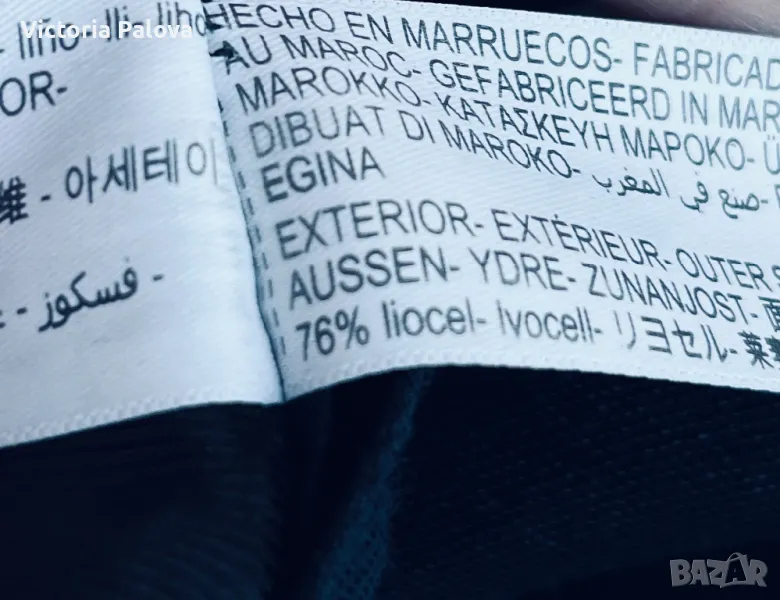 Victoria Palova
HECHO EN MARRUECOS- FABRICAD
AU MAROC- GEFABRICEERD IN MAR
MAROKKO- ΚΑΤΑΣΚΕΥΗ ΜΑΡΟΚΟ- Ü
DIBUAT DI MAROKO- صنع في المغرب -
EGINA
EXTERIOR- EXTÉRIEUR- OUTER S
AUSSEN- YDRE- ZUNANJOST- 面
76% liocel- lyocell- リヨセル-
lino
OR-
維 - 아세테이
فسكوز -
BAZAR.bg